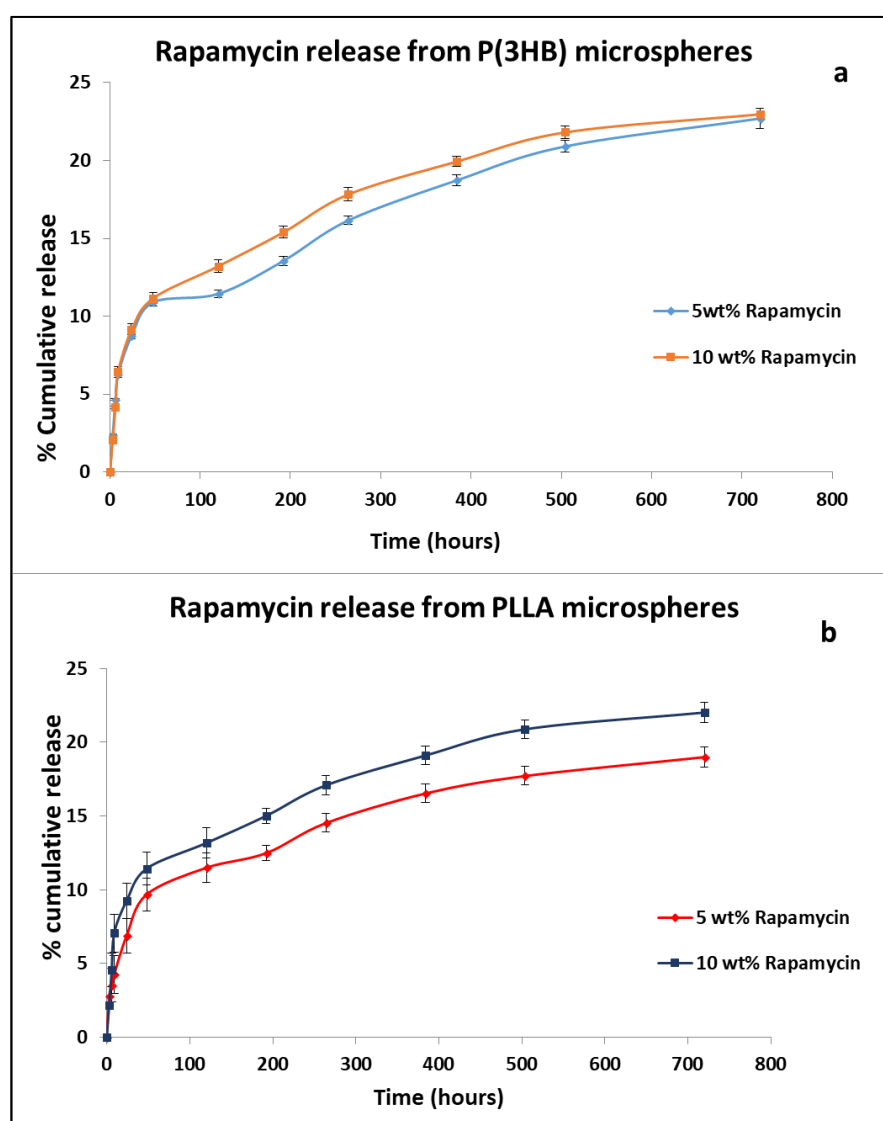 Rapamycin release from P(3HB) microspheres
a
25
20
15
10
5
0
% Cumulative release
0 100 200 300 400 500 600 700 800
Time (hours)
5wt% Rapamycin
10 wt% Rapamycin
Rapamycin release from PLLA microspheres
b
25
20
15
10
5
0
% cumulative release
0 100 200 300 400 500 600 700 800
Time (hours)
5 wt% Rapamycin
10 wt% Rapamycin